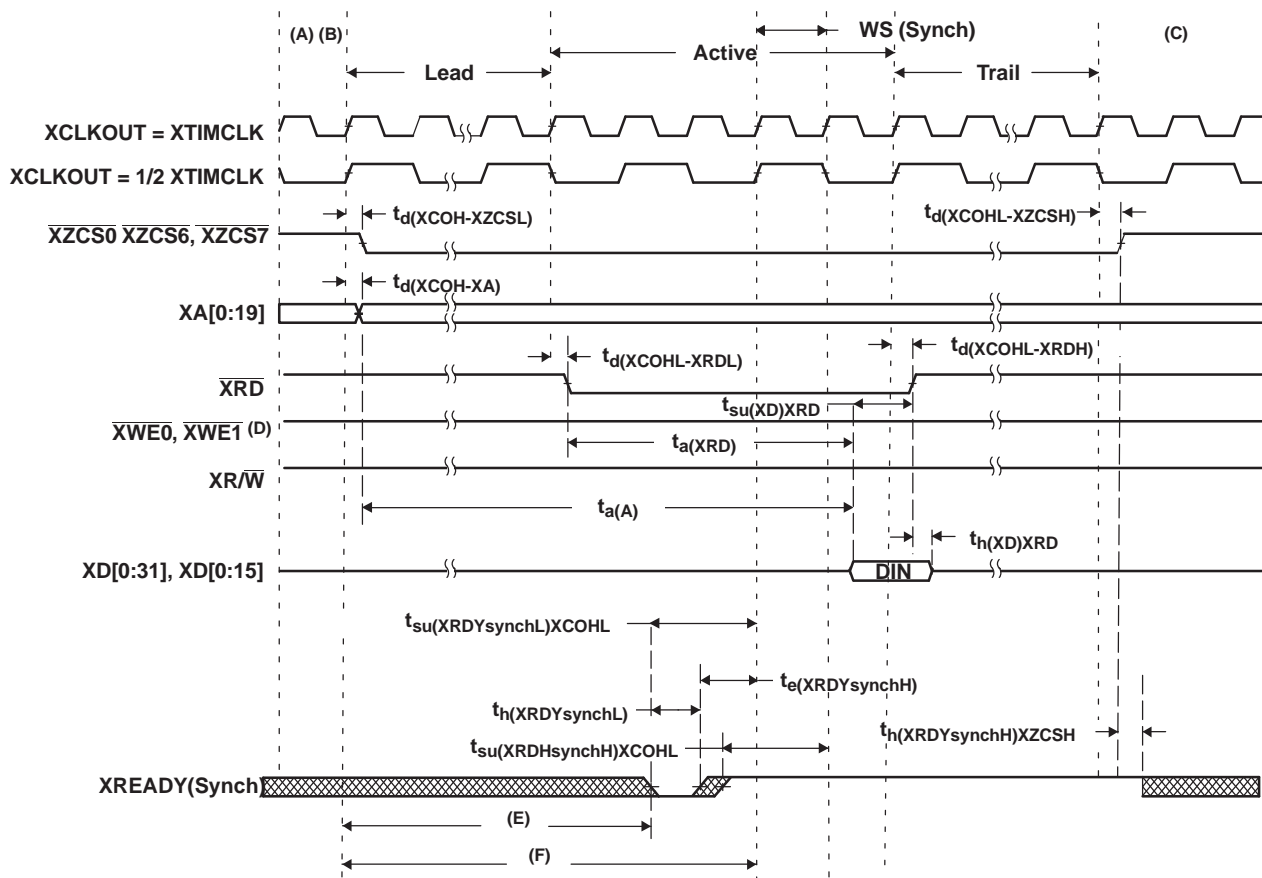 (A) (B)
WS (Synch)
(C)
Active
Lead
Trail
XCLKOUT = XTIMCLK
XCLKOUT = 1/2 XTIMCLK
td(XCOH-XZCSL)
td(XCOHL-XZCSH)
XZCS0 XZCS6, XZCS7
td(XCOH-XA)
XA[0:19]
td(XCOHL-XRDL)
td(XCOHL-XRDH)
XRD
tsu(XD)XRD
XWE0, XWE1 (D)
ta(XRD)
XR/W
ta(A)
th(XD)XRD
XD[0:31], XD[0:15]
DIN
tsu(XRDYsynchL)XCOHL
te(XRDYsynchH)
th(XRDYsynchL)
th(XRDYsynchH)XZCSH
tsu(XRDHsynchH)XCOHL
XREADY(Synch)
(E)
(F)